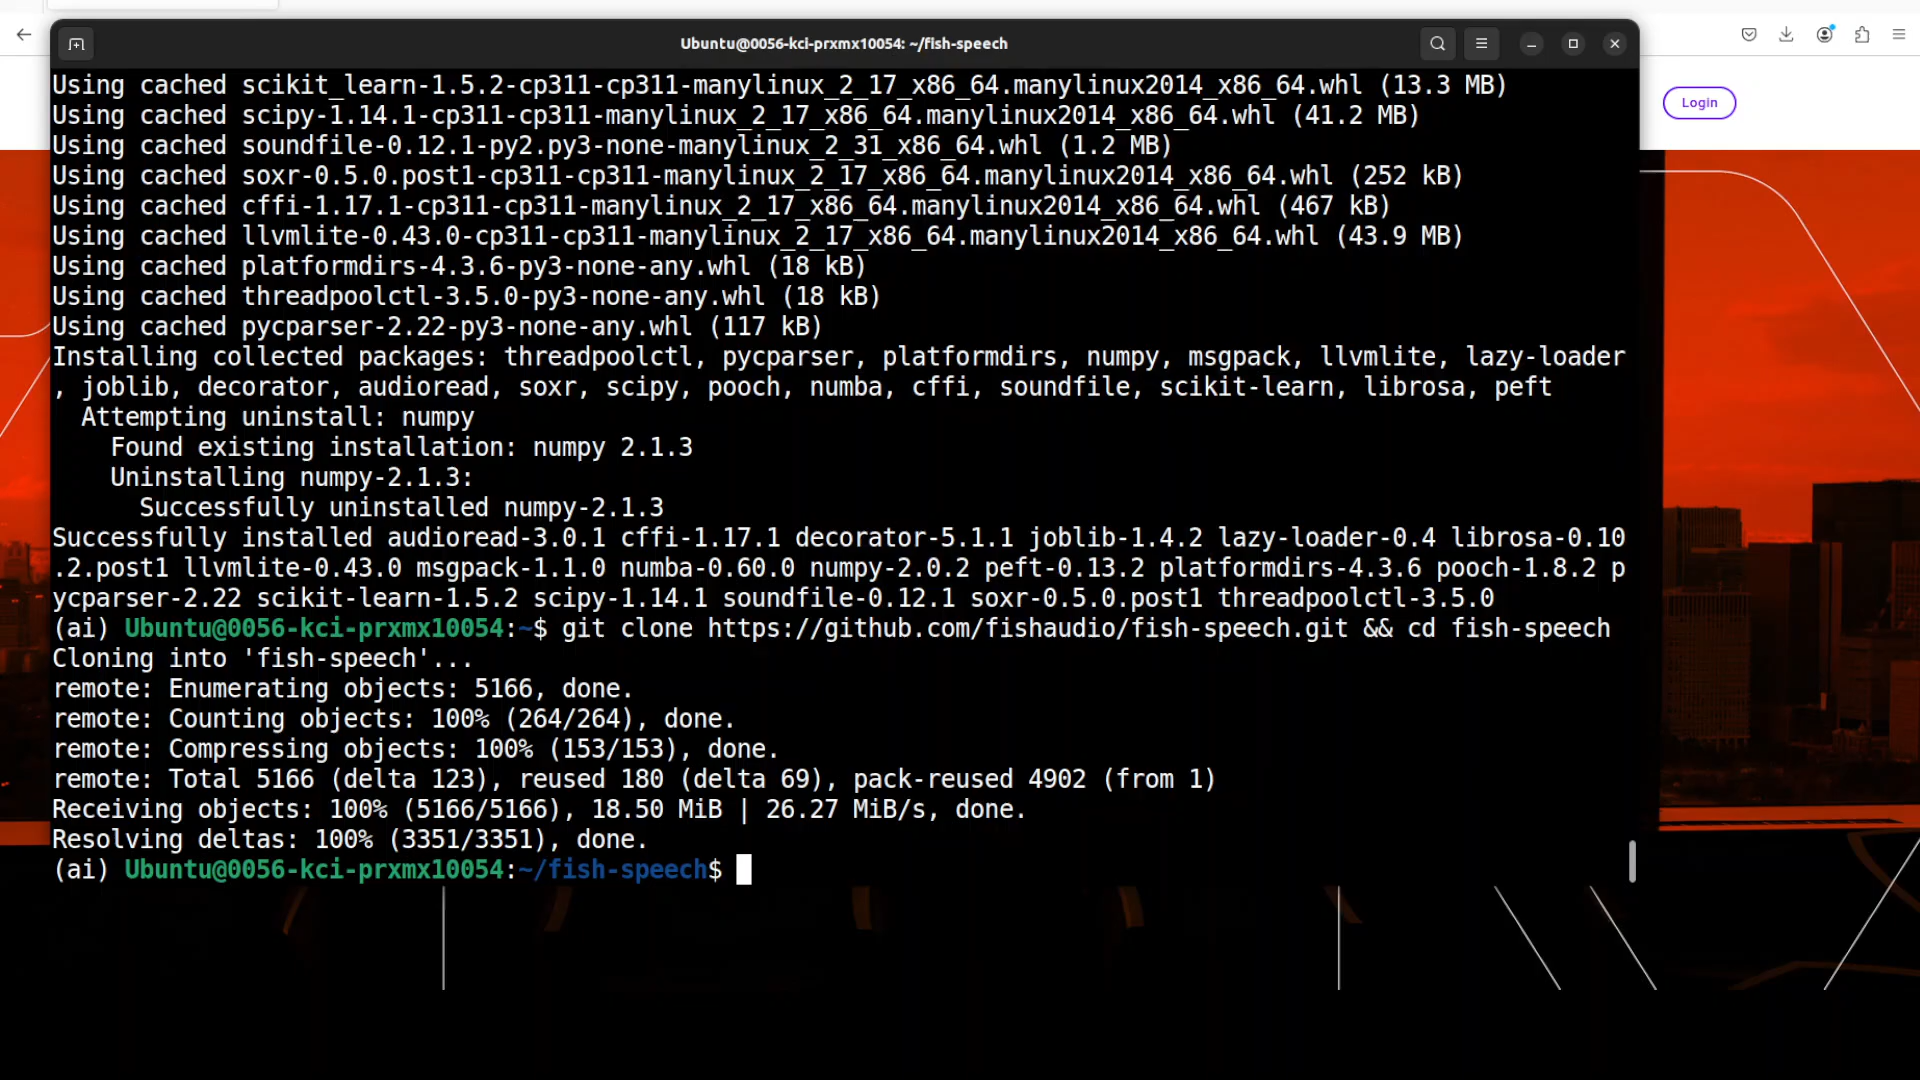 Ubuntu@0056-kci-prxmx10054: ~/fish-speech
Login
Using cached scikit_learn-1.5.2-cp311-cp311-manylinux_2_17_x86_64.manylinux2014_x86_64.whl (13.3 MB)
Using cached scipy-1.14.1-cp311-cp311-manylinux_2_17_x86_64.manylinux2014_x86_64.whl (41.2 MB)
Using cached soundfile-0.12.1-py2.py3-none-manylinux_2_31_x86_64.whl (1.2 MB)
Using cached soxr-0.5.0.post1-cp311-cp311-manylinux_2_17_x86_64.manylinux2014_x86_64.whl (252 kB)
Using cached cffi-1.17.1-cp311-cp311-manylinux_2_17_x86_64.manylinux2014_x86_64.whl (467 kB)
Using cached llvmlite-0.43.0-cp311-cp311-manylinux_2_17_x86_64.manylinux2014_x86_64.whl (43.9 MB)
Using cached platformdirs-4.3.6-py3-none-any.whl (18 kB)
Using cached threadpoolctl-3.5.0-py3-none-any.whl (18 kB)
Using cached pycparser-2.22-py3-none-any.whl (117 kB)
Installing collected packages: threadpoolctl, pycparser, platformdirs, numpy, msgpack, llvmlite, lazy-loader
, joblib, decorator, audioread, soxr, scipy, pooch, numba, cffi, soundfile, scikit-learn, librosa, peft
  Attempting uninstall: numpy
    Found existing installation: numpy 2.1.3
    Uninstalling numpy-2.1.3:
      Successfully uninstalled numpy-2.1.3
Successfully installed audioread-3.0.1 cffi-1.17.1 decorator-5.1.1 joblib-1.4.2 lazy-loader-0.4 librosa-0.10
.2.post1 llvmlite-0.43.0 msgpack-1.1.0 numba-0.60.0 numpy-2.0.2 peft-0.13.2 platformdirs-4.3.6 pooch-1.8.2 p
ycparser-2.22 scikit-learn-1.5.2 scipy-1.14.1 soundfile-0.12.1 soxr-0.5.0.post1 threadpoolctl-3.5.0
(ai) Ubuntu@0056-kci-prxmx10054:~$ git clone https://github.com/fishaudio/fish-speech.git && cd fish-speech
Cloning into 'fish-speech'...
remote: Enumerating objects: 5166, done.
remote: Counting objects: 100% (264/264), done.
remote: Compressing objects: 100% (153/153), done.
remote: Total 5166 (delta 123), reused 180 (delta 69), pack-reused 4902 (from 1)
Receiving objects: 100% (5166/5166), 18.50 MiB | 26.27 MiB/s, done.
Resolving deltas: 100% (3351/3351), done.
(ai) Ubuntu@0056-kci-prxmx10054:~/fish-speech$